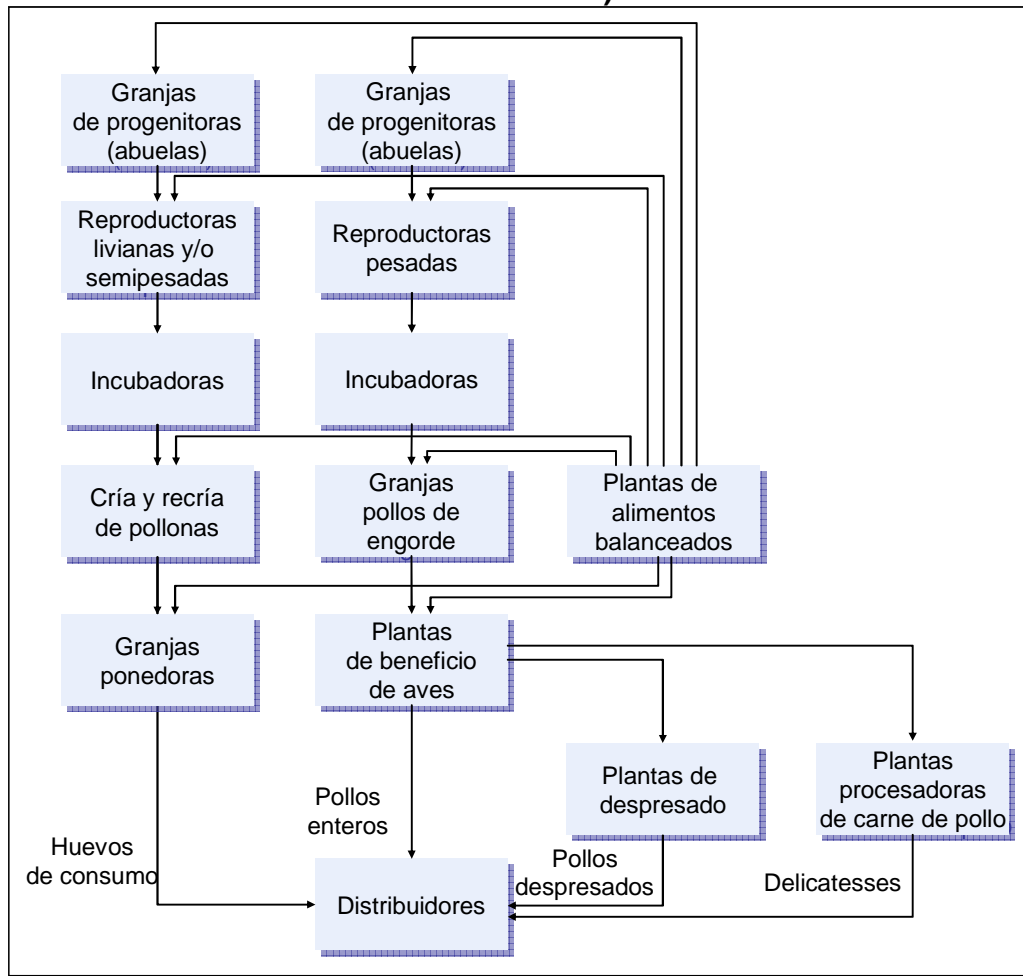 Granjas
de progenitoras
(abuelas)
Granjas
de progenitoras
(abuelas)
Reproductoras
livianas y/o
semipesadas
Reproductoras
pesadas
Incubadoras
Incubadoras
Cría y recría
de pollonas
Granjas
pollos de
engorde
Plantas de
alimentos
balanceados
Granjas
ponedoras
Plantas
de beneficio
de aves
Plantas de
despresado
Plantas
procesadoras
de carne de pollo
Pollos
enteros
Huevos
de consumo
Pollos
despresados
Delicatesses
Distribuidores